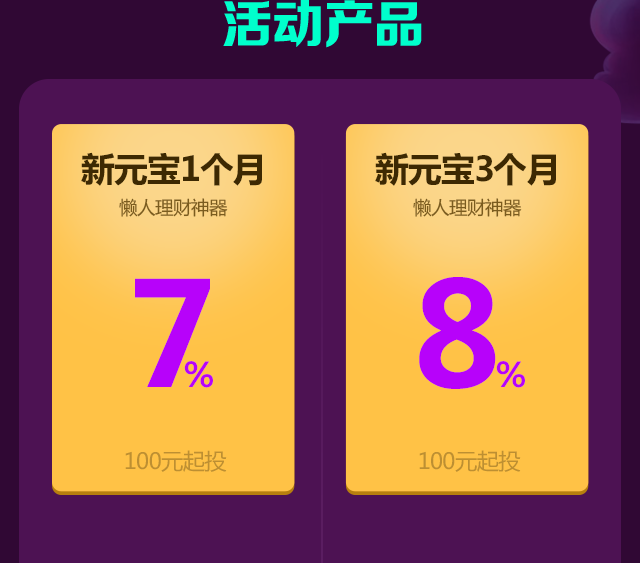 活动产品
新元宝1个月
懒人理财神器
7%
100元起投
新元宝3个月
懒人理财神器
8%
100元起投